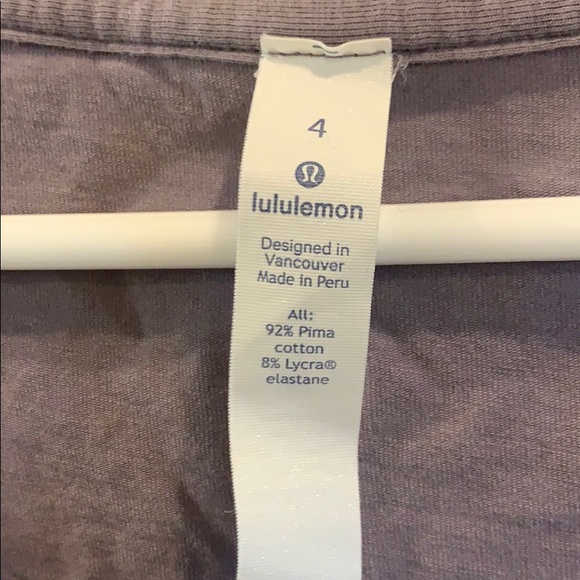 4
lululemon
Designed in
Vancouver
Made in Peru
All:
92% Pima
cotton
8% Lycra®
elastane